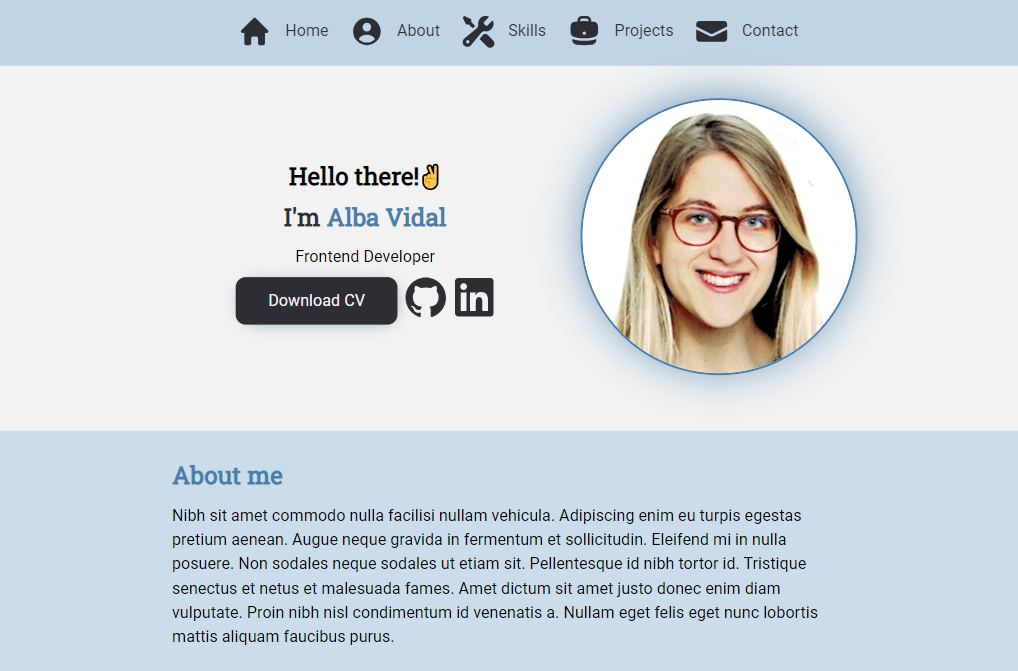 Home About Skills Projects Contact
Hello there!✌
I'm Alba Vidal
Frontend Developer
Download CV
in
About me
Nibh sit amet commodo nulla facilisi nullam vehicula. Adipiscing enim eu turpis egestas
pretium aenean. Augue neque gravida in fermentum et sollicitudin. Eleifend mi in nulla
posuere. Non sodales neque sodales ut etiam sit. Pellentesque id nibh tortor id. Tristique
senectus et netus et malesuada fames. Amet dictum sit amet justo donec enim diam
vulputate. Proin nibh nisl condimentum id venenatis a. Nullam eget felis eget nunc lobortis
mattis aliquam faucibus purus.